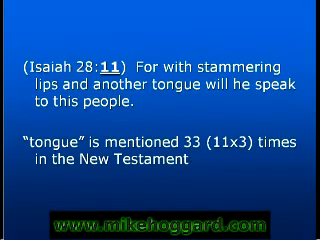 (Isaiah 28:11)  For with stammering
lips and another tongue will he speak
to this people.
“tongue” is mentioned 33 (11x3) times
in the New Testament
www.mikehoggard.com